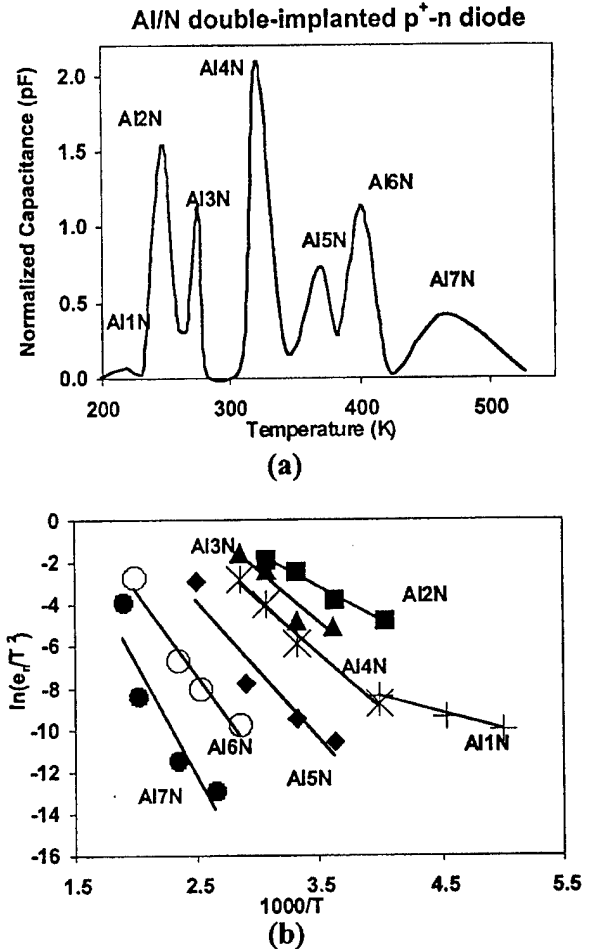 Al/N double-implanted p⁺-n diode
Normalized Capacitance (pF)
2.0
1.5
1.0
0.5
0.0
Al1N
Al2N
Al3N
Al4N
Al5N
Al6N
Al7N
200
300
400
500
Temperature (K)
(a)
ln(eₙ/T²)
0
-2
-4
-6
-8
-10
-12
-14
-16
Al3N
Al2N
Al4N
Al1N
Al6N
Al5N
Al7N
1.5
2.5
3.5
4.5
5.5
1000/T
(b)